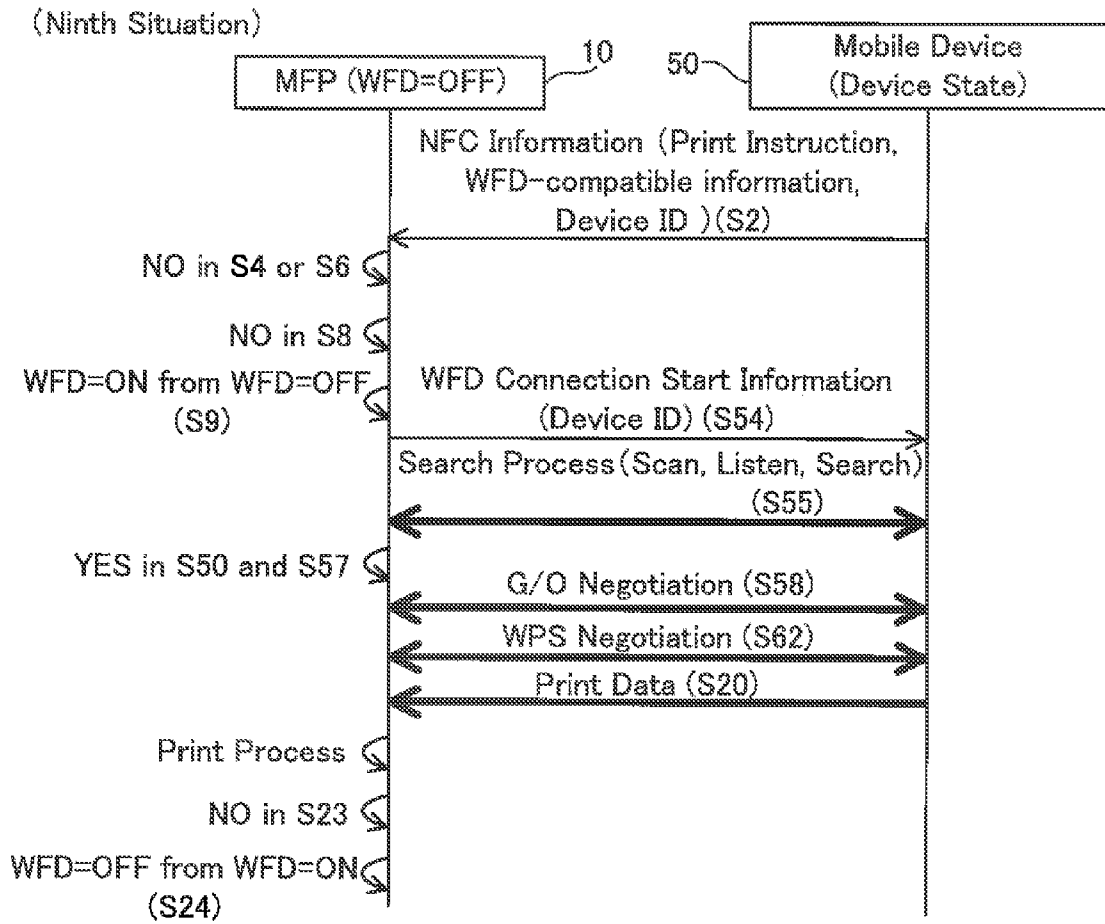 (Ninth Situation)
MFP (WFD=OFF)
10
50
Mobile Device
(Device State)
NFC Information (Print Instruction,
WFD-compatible information,
Device ID )(S2)
NO in S4 or S6
NO in S8
WFD=ON from WFD=OFF
(S9)
WFD Connection Start Information
(Device ID) (S54)
Search Process(Scan, Listen, Search)
(S55)
YES in S50 and S57
G/O Negotiation (S58)
WPS Negotiation (S62)
Print Data (S20)
Print Process
NO in S23
WFD=OFF from WFD=ON
(S24)